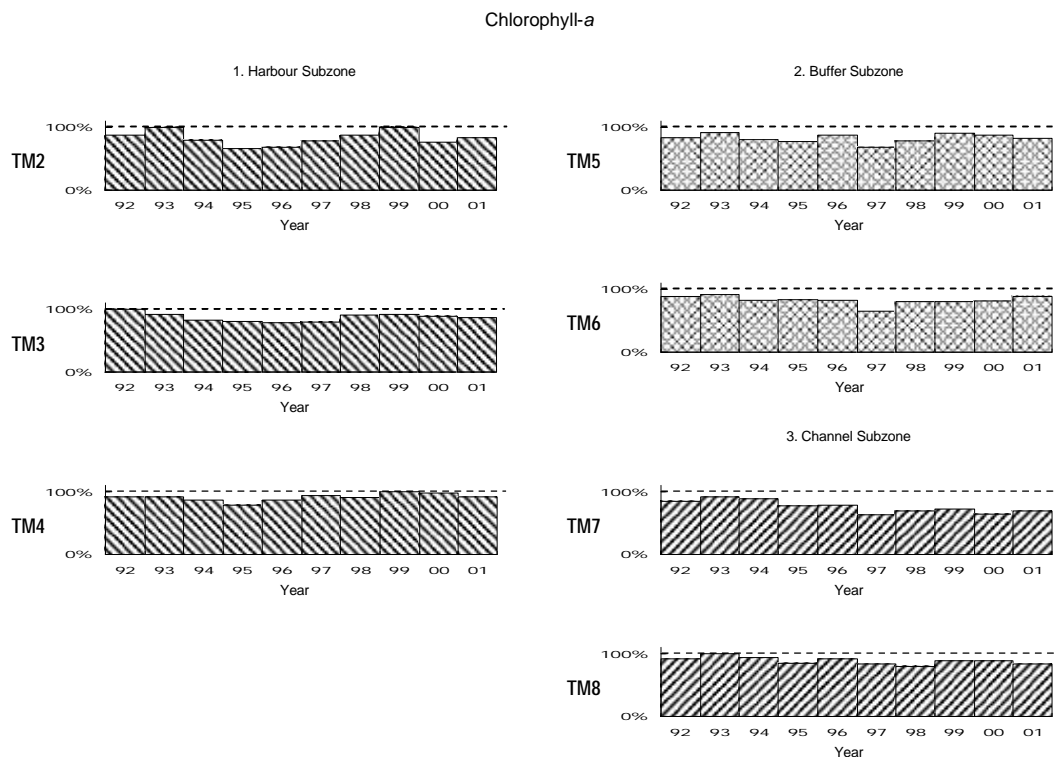 Chlorophyll-a
1. Harbour Subzone
100%
TM2
0%
92 93 94 95 96 97 98 99 00 01
Year
100%
TM3
0%
92 93 94 95 96 97 98 99 00 01
Year
100%
TM4
0%
92 93 94 95 96 97 98 99 00 01
Year
2. Buffer Subzone
100%
TM5
0%
92 93 94 95 96 97 98 99 00 01
Year
100%
TM6
0%
92 93 94 95 96 97 98 99 00 01
Year
3. Channel Subzone
100%
TM7
0%
92 93 94 95 96 97 98 99 00 01
Year
100%
TM8
0%
92 93 94 95 96 97 98 99 00 01
Year